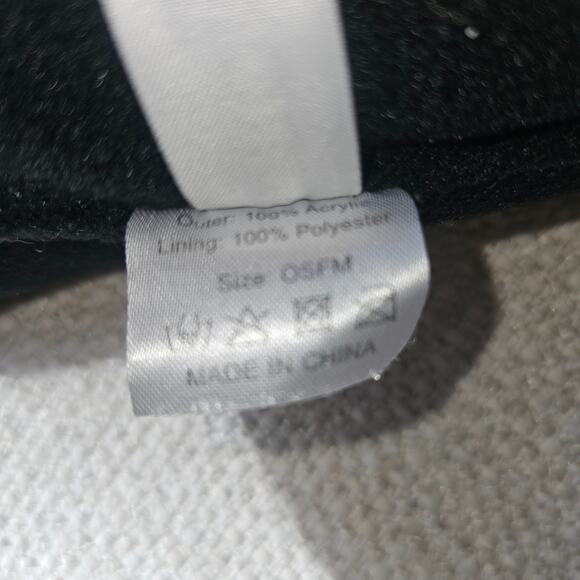 Outer: 100% Acrylic
Lining: 100% Polyester
Size OSFM
MADE IN CHINA